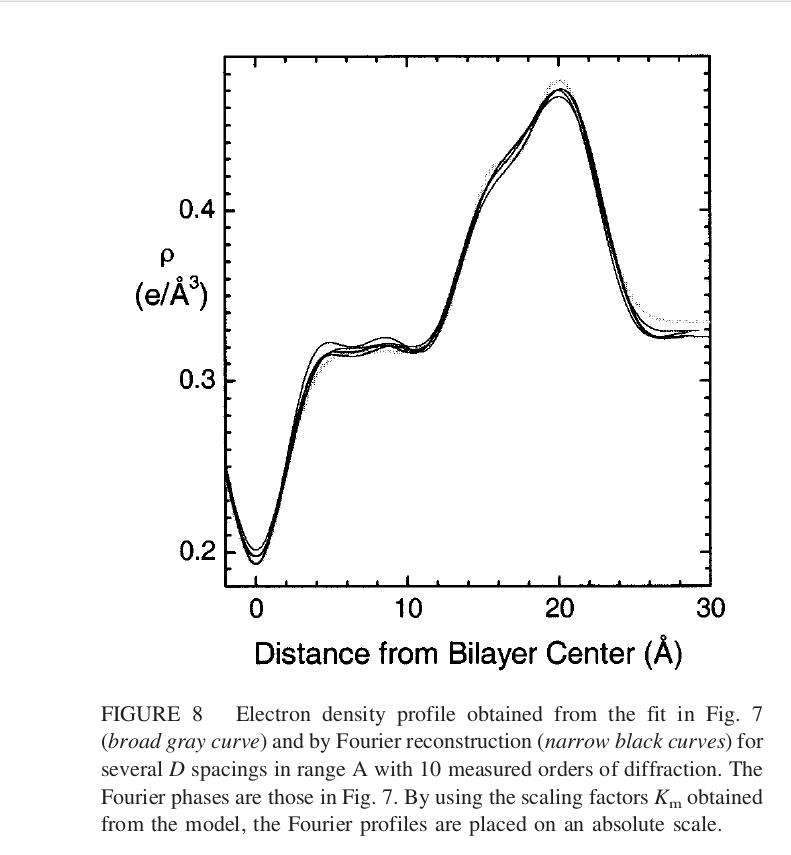 0.4
ρ
(e/Å³)
0.3
0.2
0 10 20 30
Distance from Bilayer Center (Å)
FIGURE 8 Electron density profile obtained from the fit in Fig. 7
(broad gray curve) and by Fourier reconstruction (narrow black curves) for
several D spacings in range A with 10 measured orders of diffraction. The
Fourier phases are those in Fig. 7. By using the scaling factors Kₘ obtained
from the model, the Fourier profiles are placed on an absolute scale.